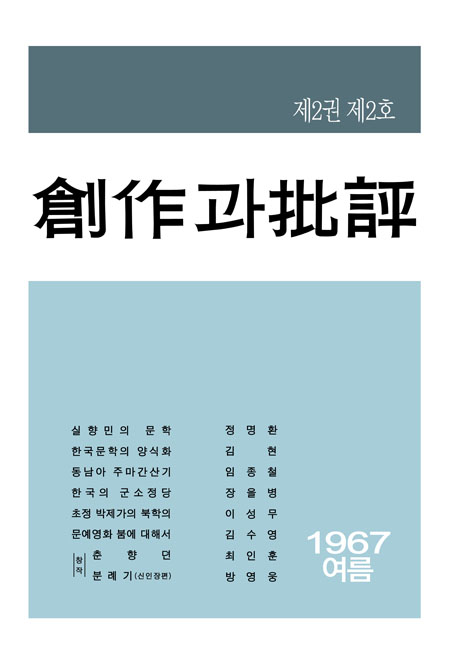 제2권 제2호
創作과批評
실향민의 문학 정명환
한국문학의 양식화 김현
동남아 주마간산기 임종철
한국의 군소정당 장을병
초정 박제가의 북학의 이성무
문예영화 붐에 대해서 김수영
창작 춘향뎐 최인훈
분례기(신인장편) 방영웅
1967
여름